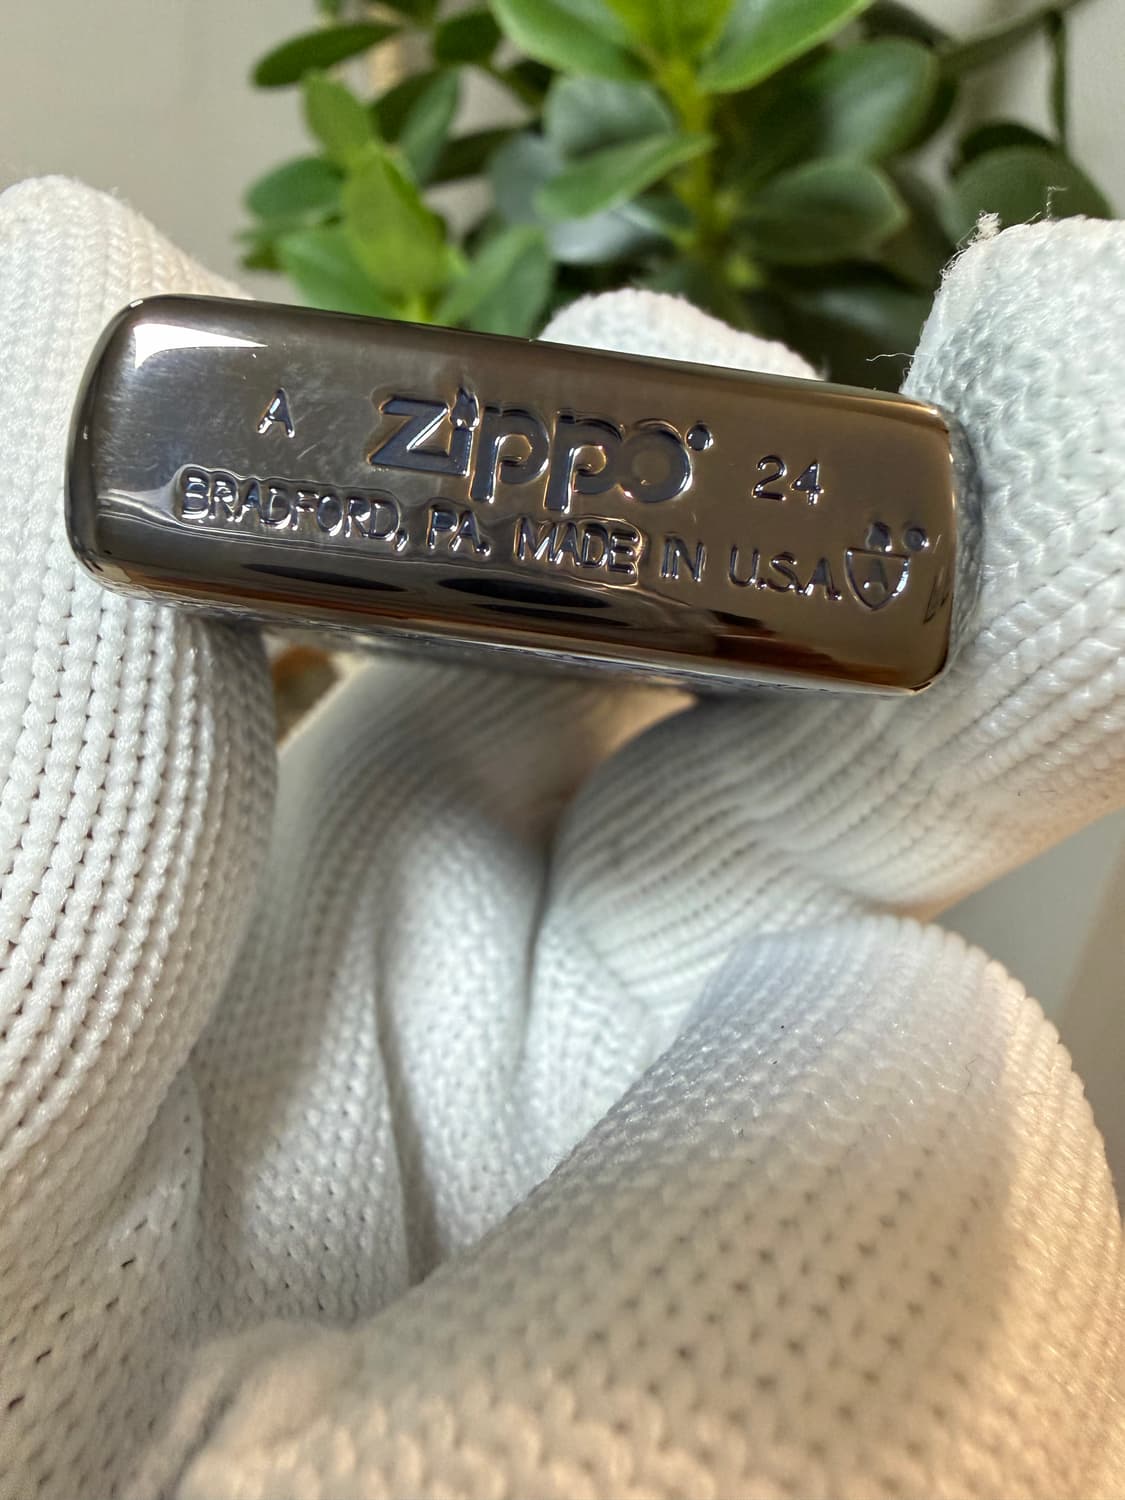 A zippo 24
BRADFORD, PA. MADE IN U.S.A. A